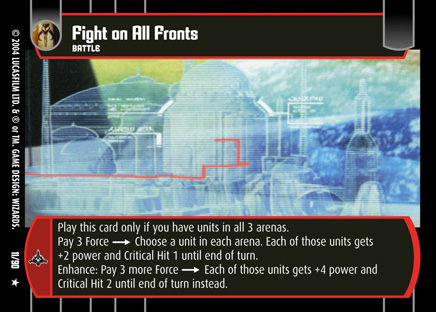 Fight on All Fronts
BATTLE
Play this card only if you have units in all 3 arenas.
Pay 3 Force → Choose a unit in each arena. Each of those units gets
+2 power and Critical Hit 1 until end of turn.
Enhance: Pay 3 more Force → Each of those units gets +4 power and
Critical Hit 2 until end of turn instead.
© 2004 LUCASFILM LTD. & ® or TM. GAME DESIGN: WIZARDS.
11/90 ★